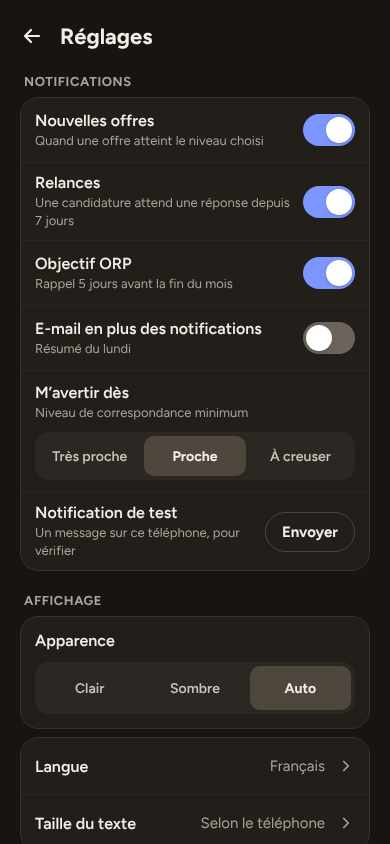 Réglages
NOTIFICATIONS
Nouvelles offres
Quand une offre atteint le niveau choisi
Relances
Une candidature attend une réponse depuis
7 jours
Objectif ORP
Rappel 5 jours avant la fin du mois
E-mail en plus des notifications
Résumé du lundi
M’avertir dès
Niveau de correspondance minimum
Très proche
Proche
À creuser
Notification de test
Un message sur ce téléphone, pour
vérifier
Envoyer
AFFICHAGE
Apparence
Clair
Sombre
Auto
Langue
Français
Taille du texte
Selon le téléphone